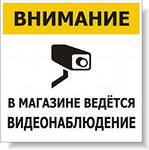 ВНИМАНИЕ
В МАГАЗИНЕ ВЕДЁТСЯ
ВИДЕОНАБЛЮДЕНИЕ